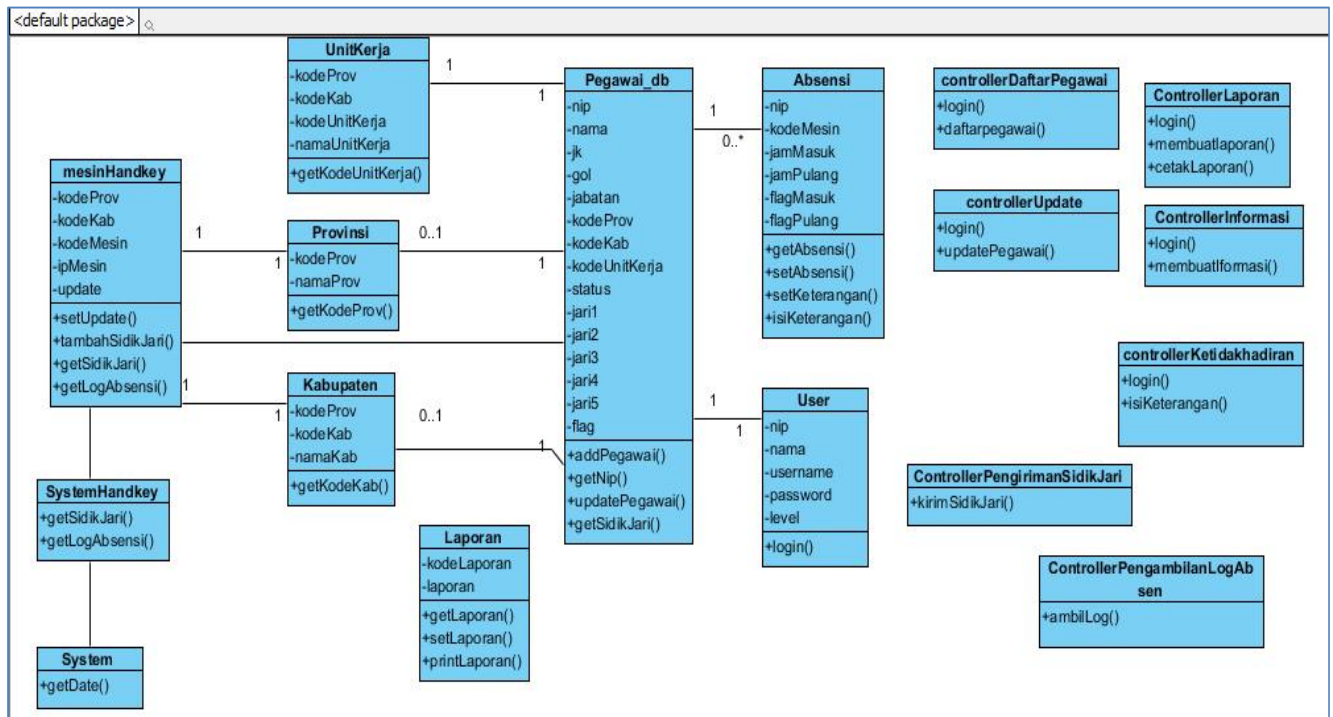 <default package>
UnitKerja
-kodeProv
-kodeKab
-kodeUnitKerja
-namaUnitKerja
+getKodeUnitKerja()
1
1
mesinHandkey
-kodeProv
-kodeKab
-kodeMesin
-ipMesin
-update
+setUpdate()
+tambahSidikJari()
+getSidikJari()
+getLogAbsensi()
1
1
Provinsi
-kodeProv
-namaProv
+getKodeProv()
0..1
1
1
1
Kabupaten
-kodeProv
-kodeKab
-namaKab
+getKodeKab()
0..1
1
SystemHandkey
+getSidikJari()
+getLogAbsensi()
System
+getDate()
Laporan
-kodeLaporan
-laporan
+getLaporan()
+setLaporan()
+printLaporan()
Pegawai_db
-nip
-nama
-jk
-gol
-jabatan
-kodeProv
-kodeKab
-kodeUnitKerja
-status
-jari1
-jari2
-jari3
-jari4
-jari5
-flag
+addPegawai()
+getNip()
+updatePegawai()
+getSidikJari()
1
0..*
Absensi
-nip
-kodeMesin
-jamMasuk
-jamPulang
-flagMasuk
-flagPulang
+getAbsensi()
+setAbsensi()
+setKeterangan()
+isiKeterangan()
1
1
User
-nip
-nama
-username
-password
-level
+login()
controllerDaftarPegawai
+login()
+daftarpegawai()
ControllerLaporan
+login()
+membuatlaporan()
+cetakLaporan()
controllerUpdate
+login()
+updatePegawai()
ControllerInformasi
+login()
+membuatIformasi()
controllerKetidakhadiran
+login()
+isiKeterangan()
ControllerPengirimanSidikJari
+kirimSidikJari()
ControllerPengambilanLogAb
sen
+ambilLog()